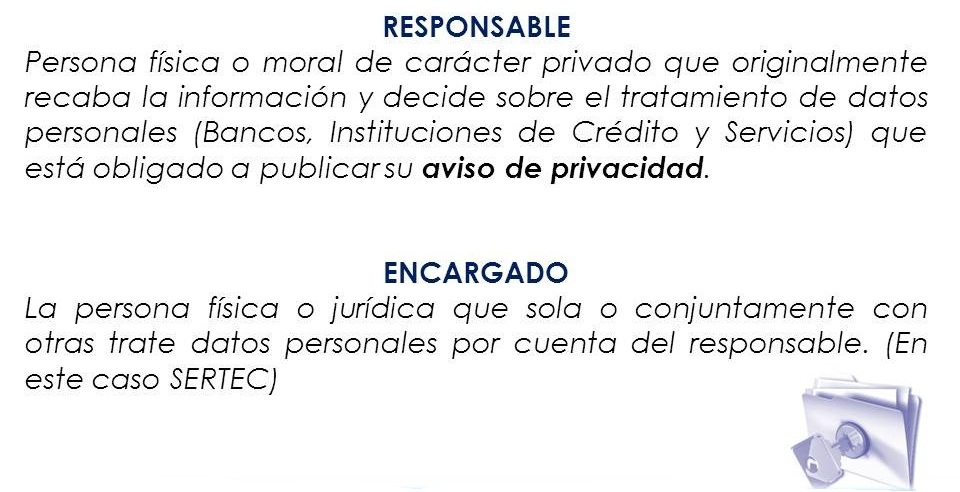 RESPONSABLE
Persona física o moral de carácter privado que originalmente
recaba la información y decide sobre el tratamiento de datos
personales (Bancos, Instituciones de Crédito y Servicios) que
está obligado a publicar su aviso de privacidad.
ENCARGADO
La persona física o jurídica que sola o conjuntamente con
otras trate datos personales por cuenta del responsable. (En
este caso SERTEC)